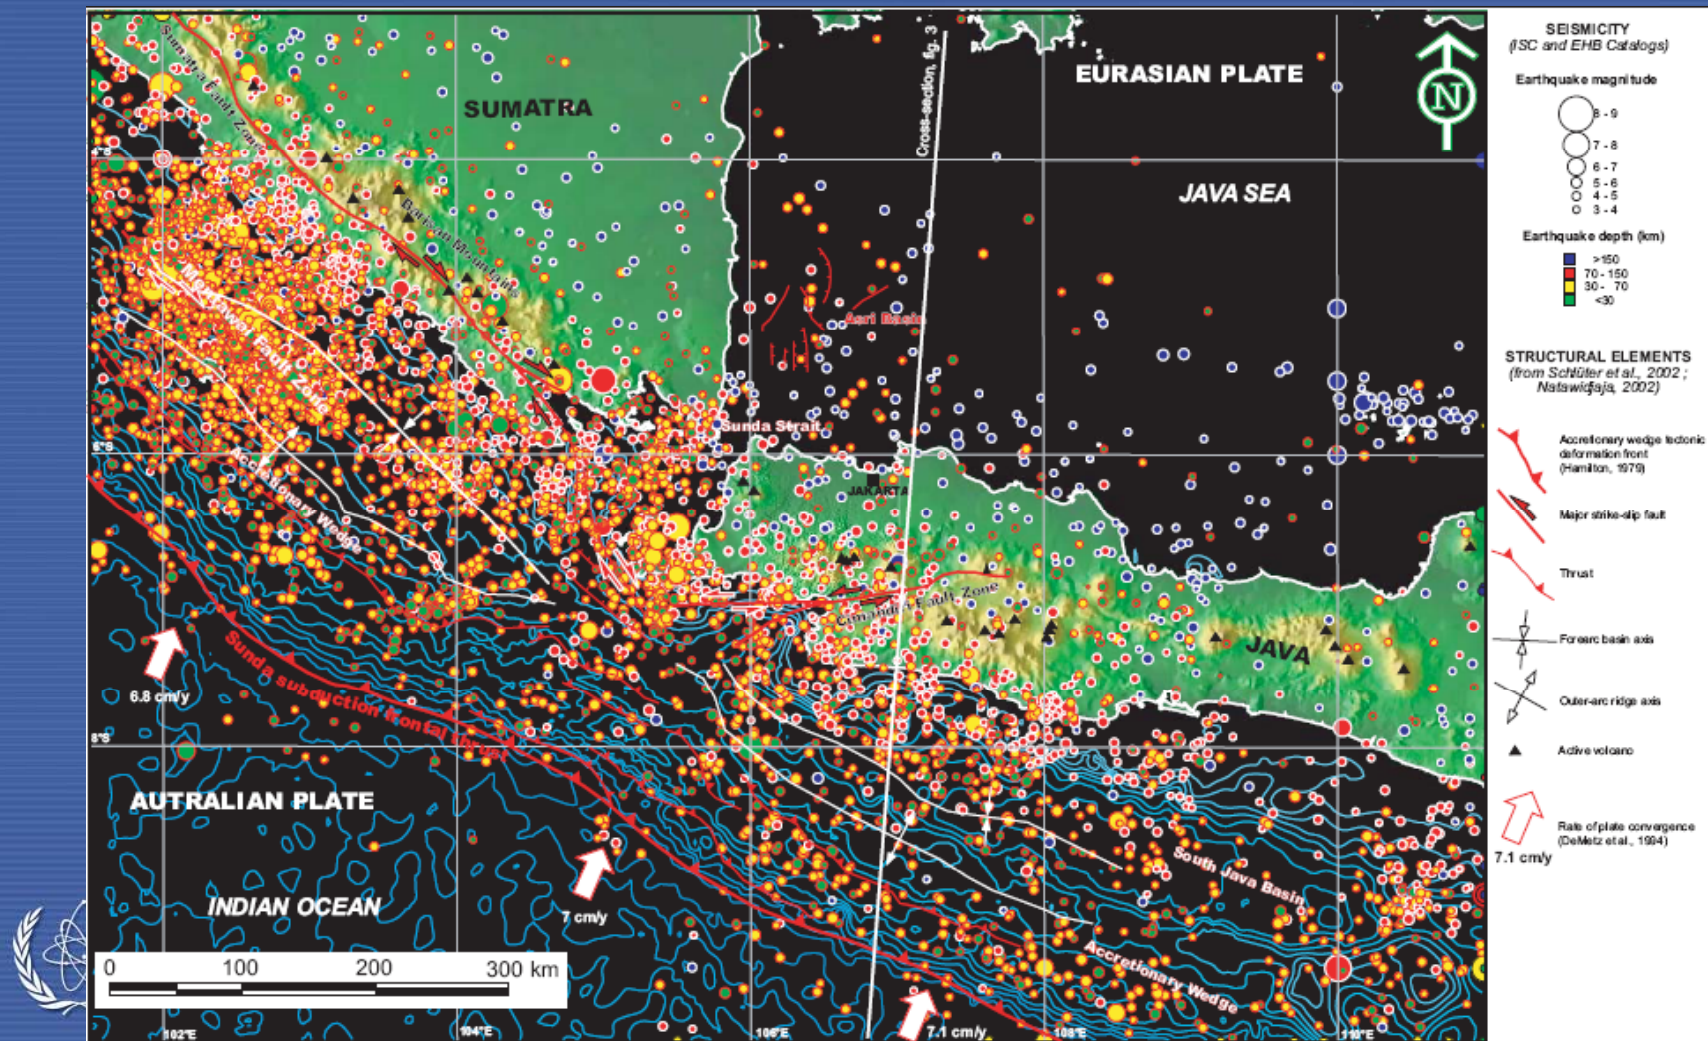 SUMATRA
EURASIAN PLATE
JAVA SEA
Cross-section, fig. 3
Sumatra Fault Zone
Barisan Mountains
4°S
Mentawei Fault Zone
Asri Basin
Sunda Strait
6°S
Accretionary Wedge
JAKARTA
Cimandiri Fault Zone
JAVA
6.8 cm/y
Sunda subduction frontal thrust
8°S
AUTRALIAN PLATE
INDIAN OCEAN
7 cm/y
South Java Basin
Accretionary Wedge
7.1 cm/y
0 100 200 300 km
102°E 104°E 106°E 108°E 110°E
N
SEISMICITY
(ISC and EHB Catalogs)
Earthquake magnitude
8 - 9
7 - 8
6 - 7
5 - 6
4 - 5
3 - 4
Earthquake depth (km)
>150
70 - 150
30 - 70
<30
STRUCTURAL ELEMENTS
(from Schlüter et al., 2002 ;
Natawidjaja, 2002)
Accretionary wedge tectonic
deformation front
(Hamilton, 1979)
Major strike-slip fault
Thrust
Forearc basin axis
Outer-arc ridge axis
Active volcano
Rate of plate convergence
(DeMetz et al., 1994)
7.1 cm/y